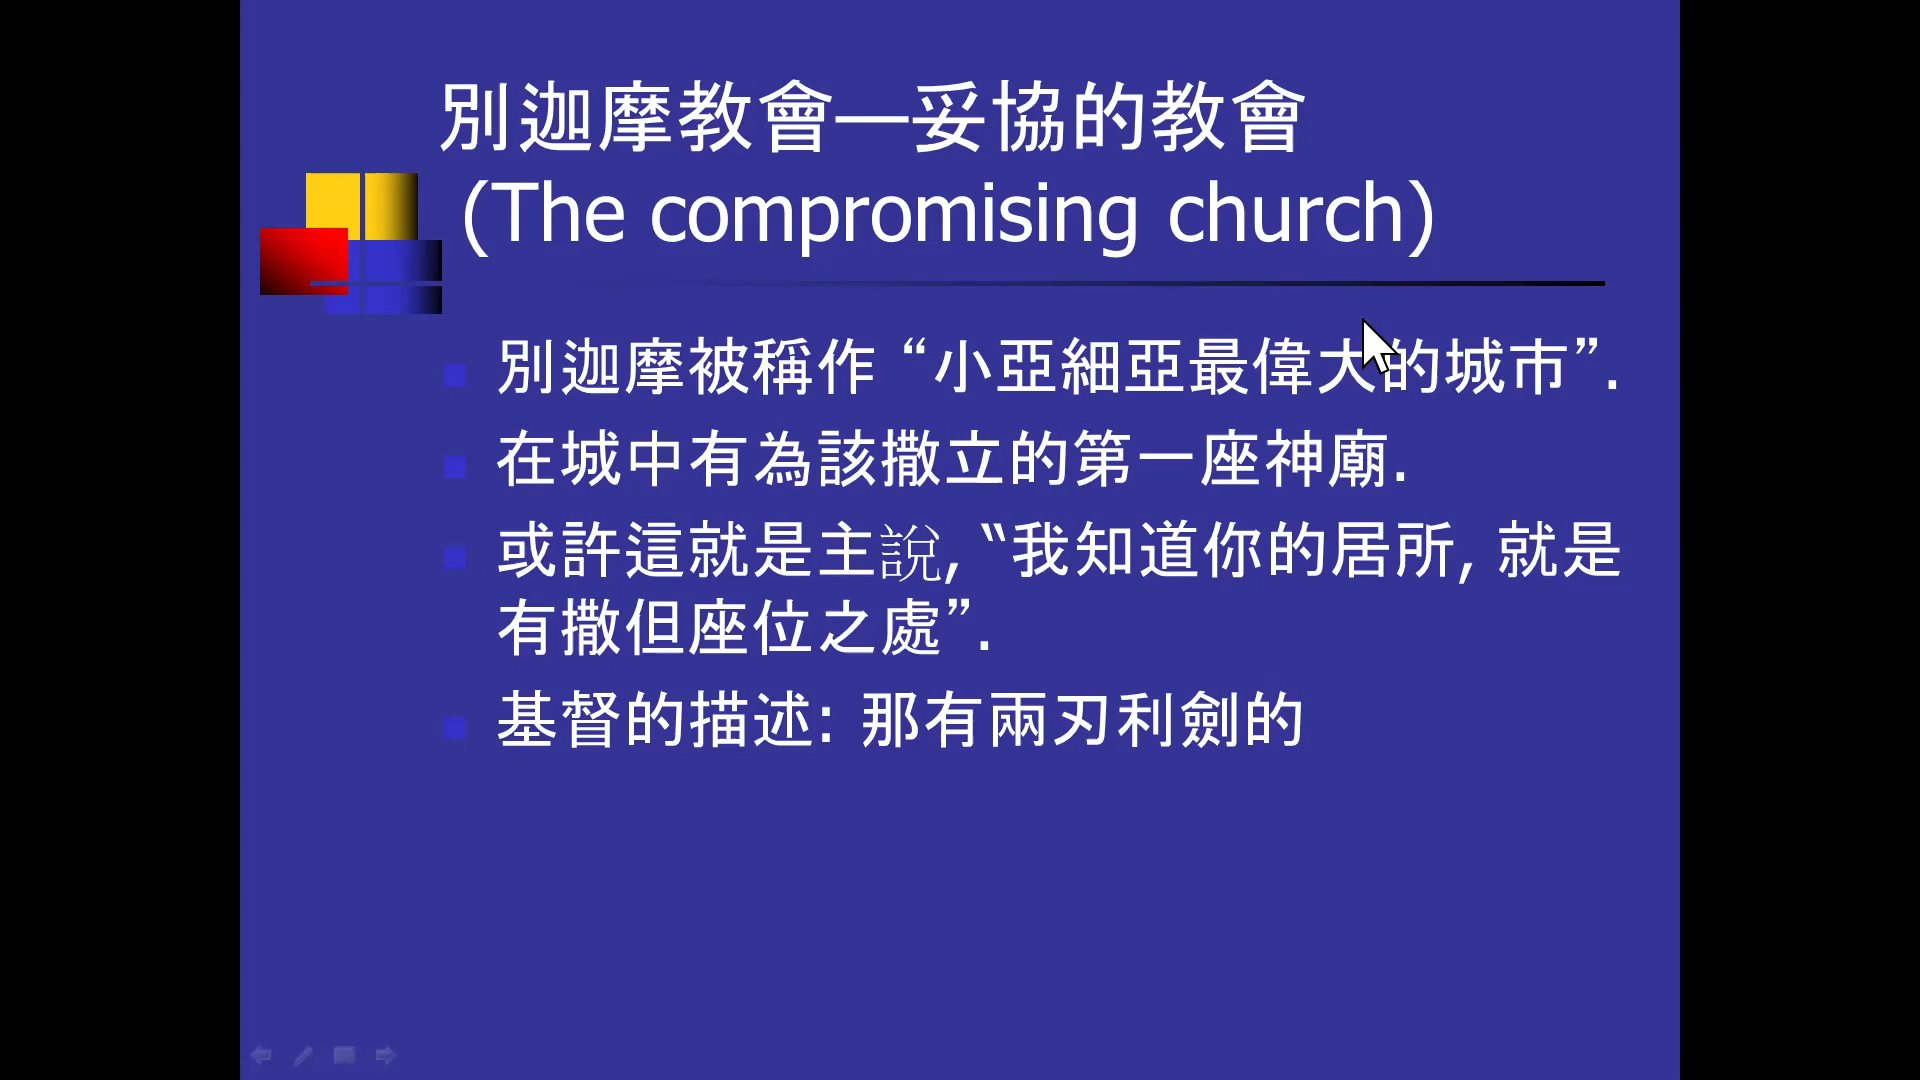 別迦摩教會—妥協的教會
(The compromising church)
別迦摩被稱作 “小亞細亞最偉大的城市”.
在城中有為該撒立的第一座神廟.
或許這就是主說, “我知道你的居所, 就是
有撒但座位之處”.
基督的描述: 那有兩刃利劍的